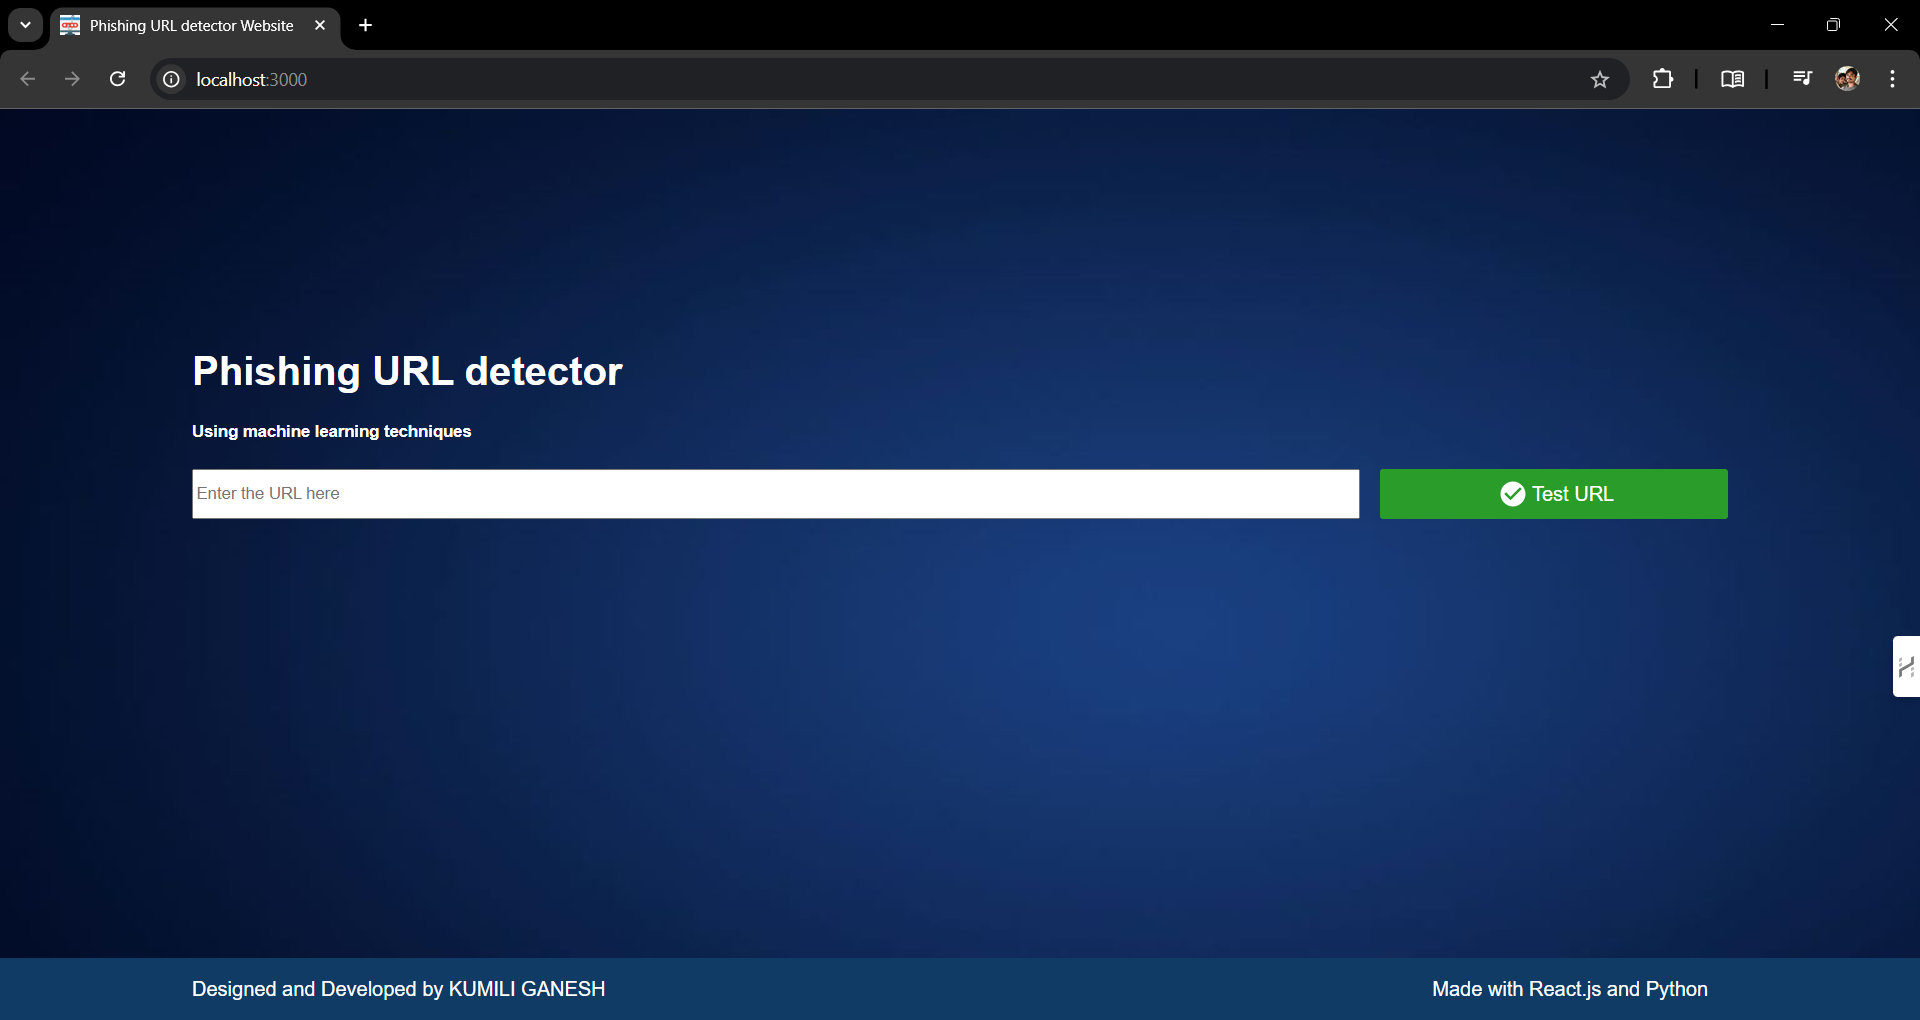 Phishing URL detector Website
localhost:3000
Phishing URL detector
Using machine learning techniques
Enter the URL here
Test URL
Designed and Developed by KUMILI GANESH
Made with React.js and Python